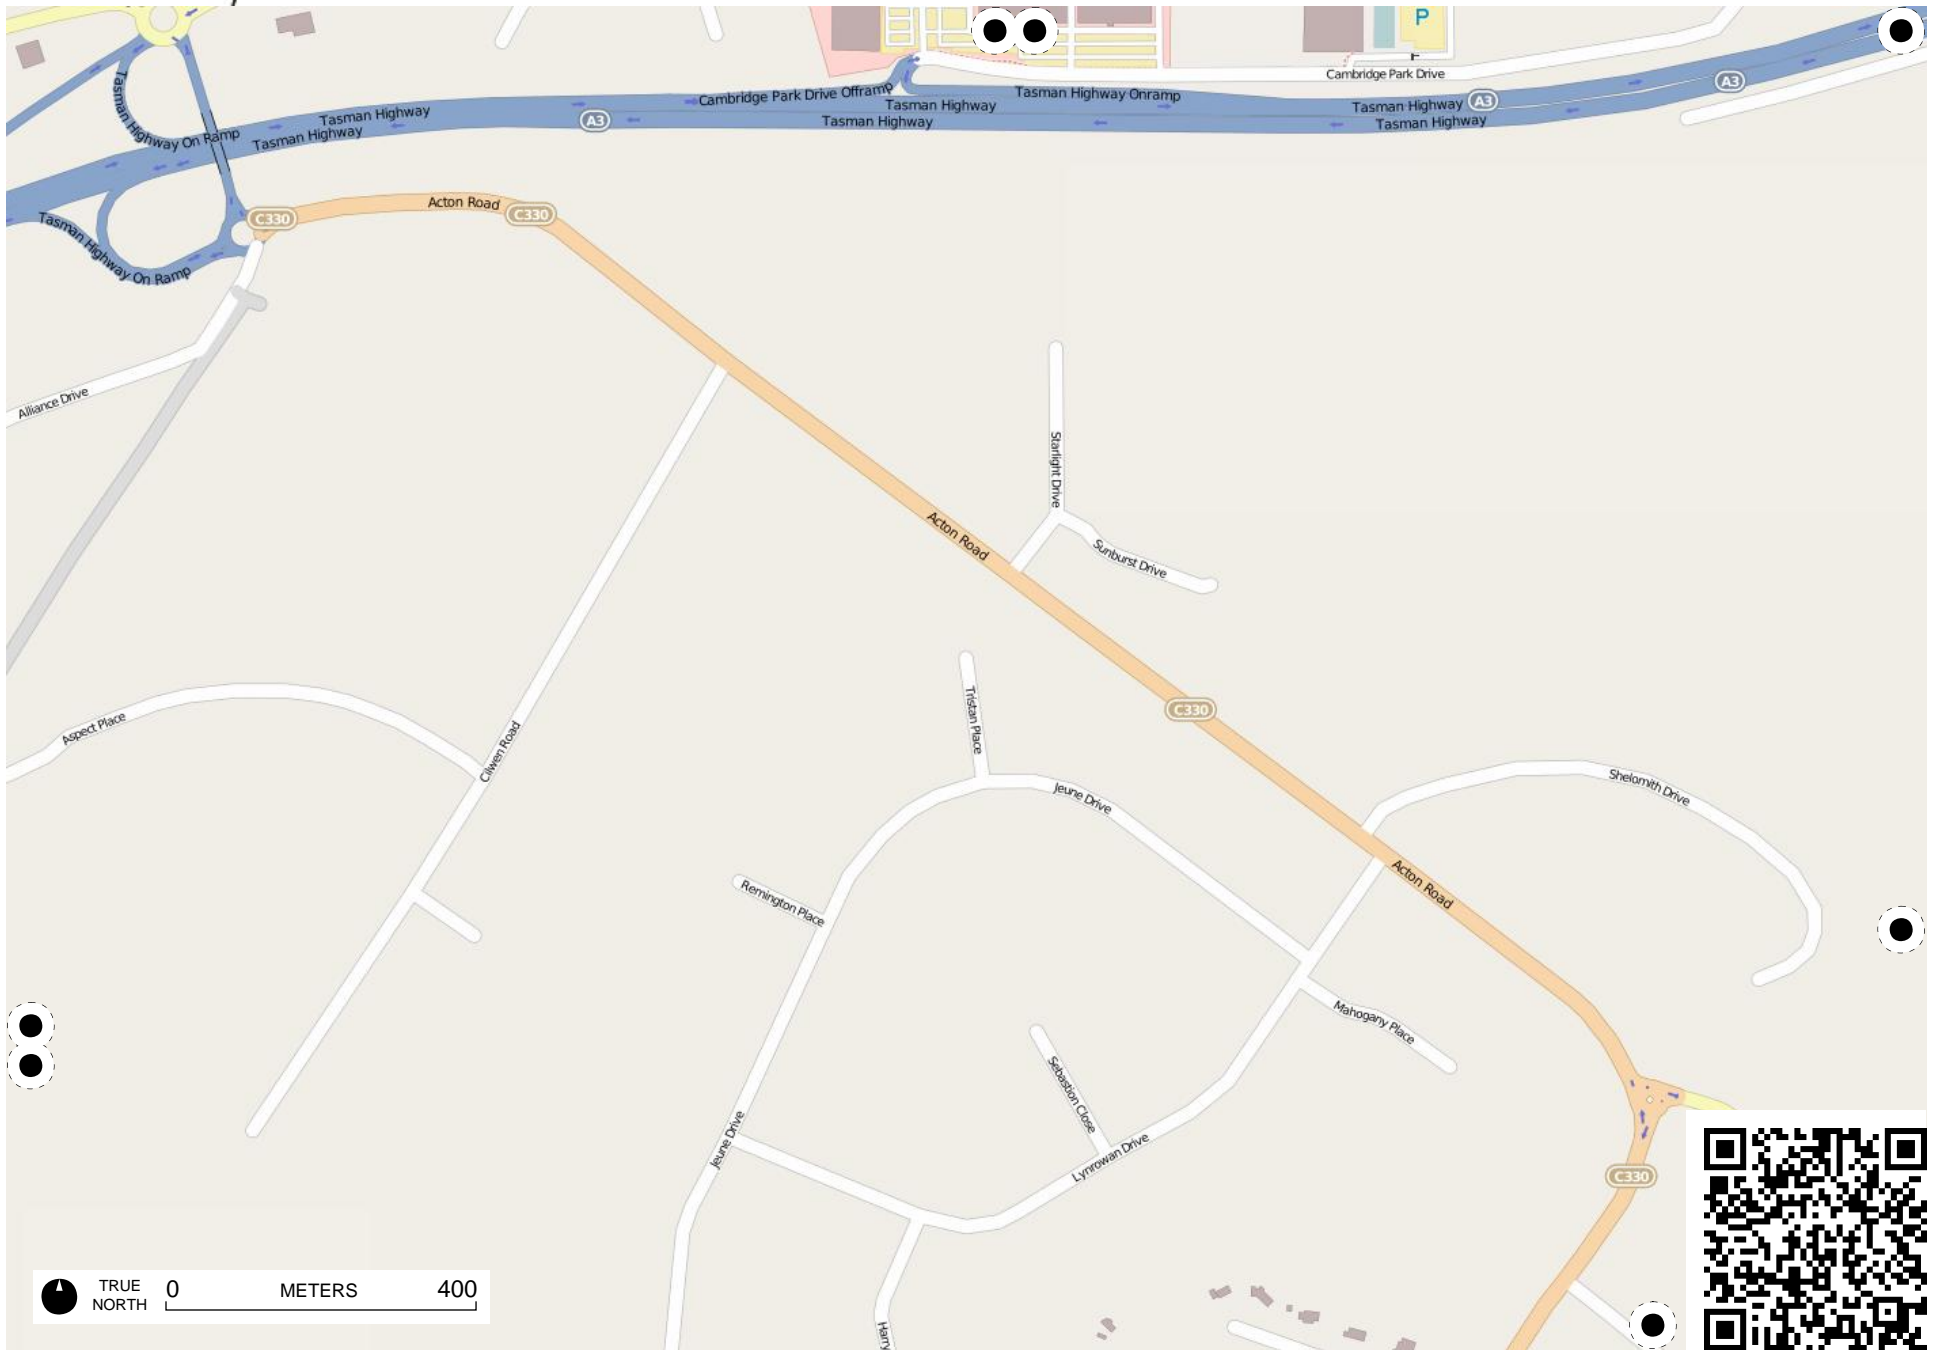 P
Cambridge Park Drive
A3
Tasman Highway On Ramp
Tasman Highway
Tasman Highway
A3
Cambridge Park Drive Offramp
Tasman Highway
Tasman Highway
Tasman Highway Onramp
Tasman Highway
A3
Tasman Highway
C330
Acton Road
C330
Tasman Highway On Ramp
Alliance Drive
Starlight Drive
Acton Road
Sunburst Drive
C330
Tristan Place
Aspect Place
Cilwen Road
Jeune Drive
Shelomith Drive
Remington Place
Acton Road
Mahogany Place
Sebastion Close
Jeune Drive
Lynrowan Drive
C330
TRUE
NORTH
0 METERS 400